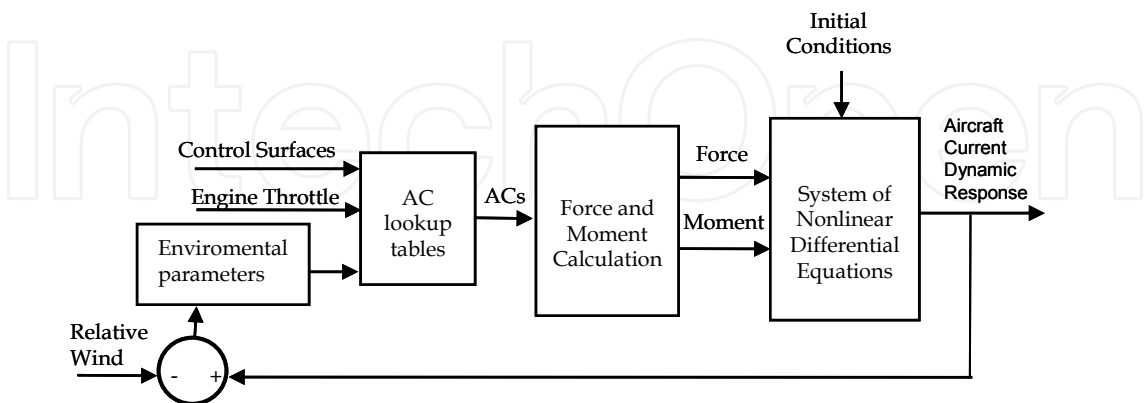 IntechOpen
Initial
Conditions
Control Surfaces
Engine Throttle
AC
lookup
tables
ACs
Force and
Moment
Calculation
Force
Moment
System of
Nonlinear
Differential
Equations
Aircraft
Current
Dynamic
Response
Enviromental
parameters
Relative
Wind
- +